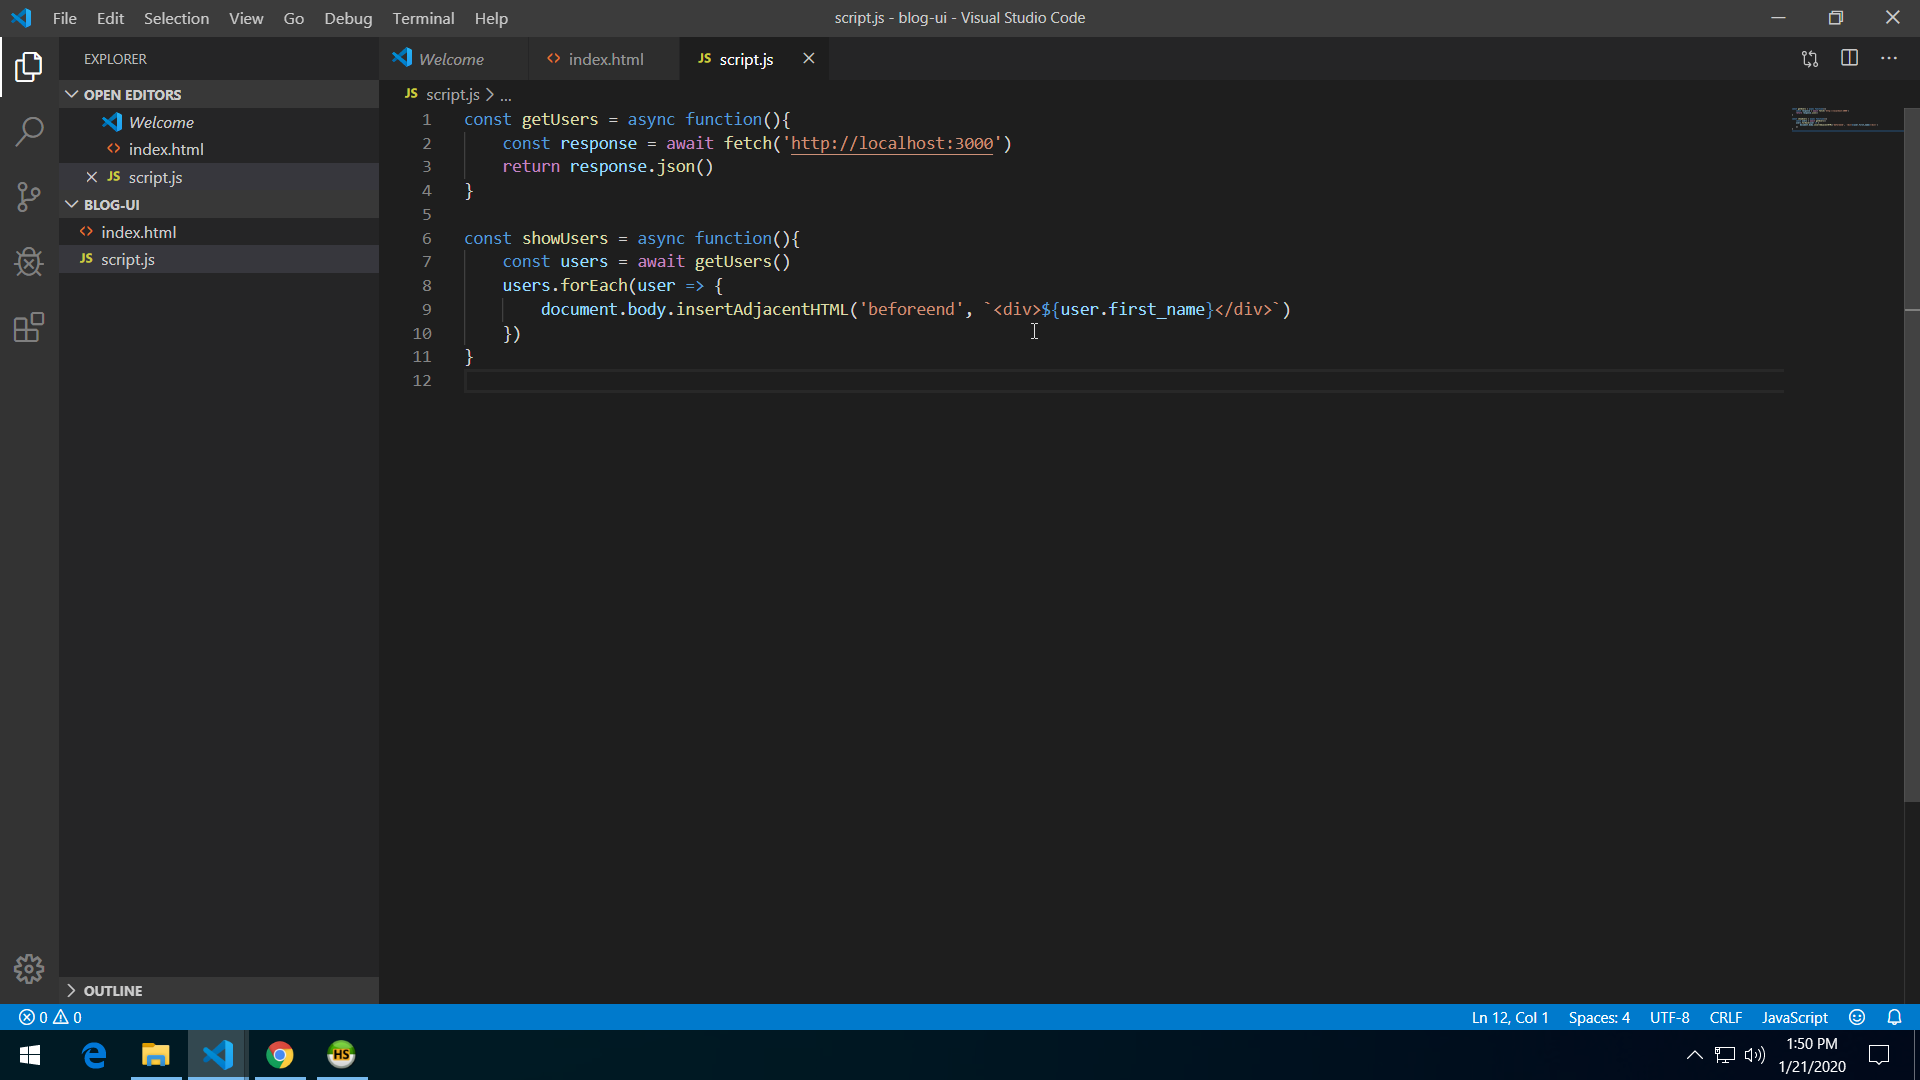 File Edit Selection View Go Debug Terminal Help
script.js - blog-ui - Visual Studio Code
EXPLORER
OPEN EDITORS
Welcome
index.html
JS script.js
BLOG-UI
index.html
JS script.js
OUTLINE
Welcome
index.html
JS script.js
JS script.js > ...
1 const getUsers = async function(){
2 const response = await fetch('http://localhost:3000')
3 return response.json()
4 }
5
6 const showUsers = async function(){
7 const users = await getUsers()
8 users.forEach(user => {
9 document.body.insertAdjacentHTML('beforeend', `<div>${user.first_name}</div>`)
10 })
11 }
12
0 0
Ln 12, Col 1 Spaces: 4 UTF-8 CRLF JavaScript
HS
1:50 PM
1/21/2020